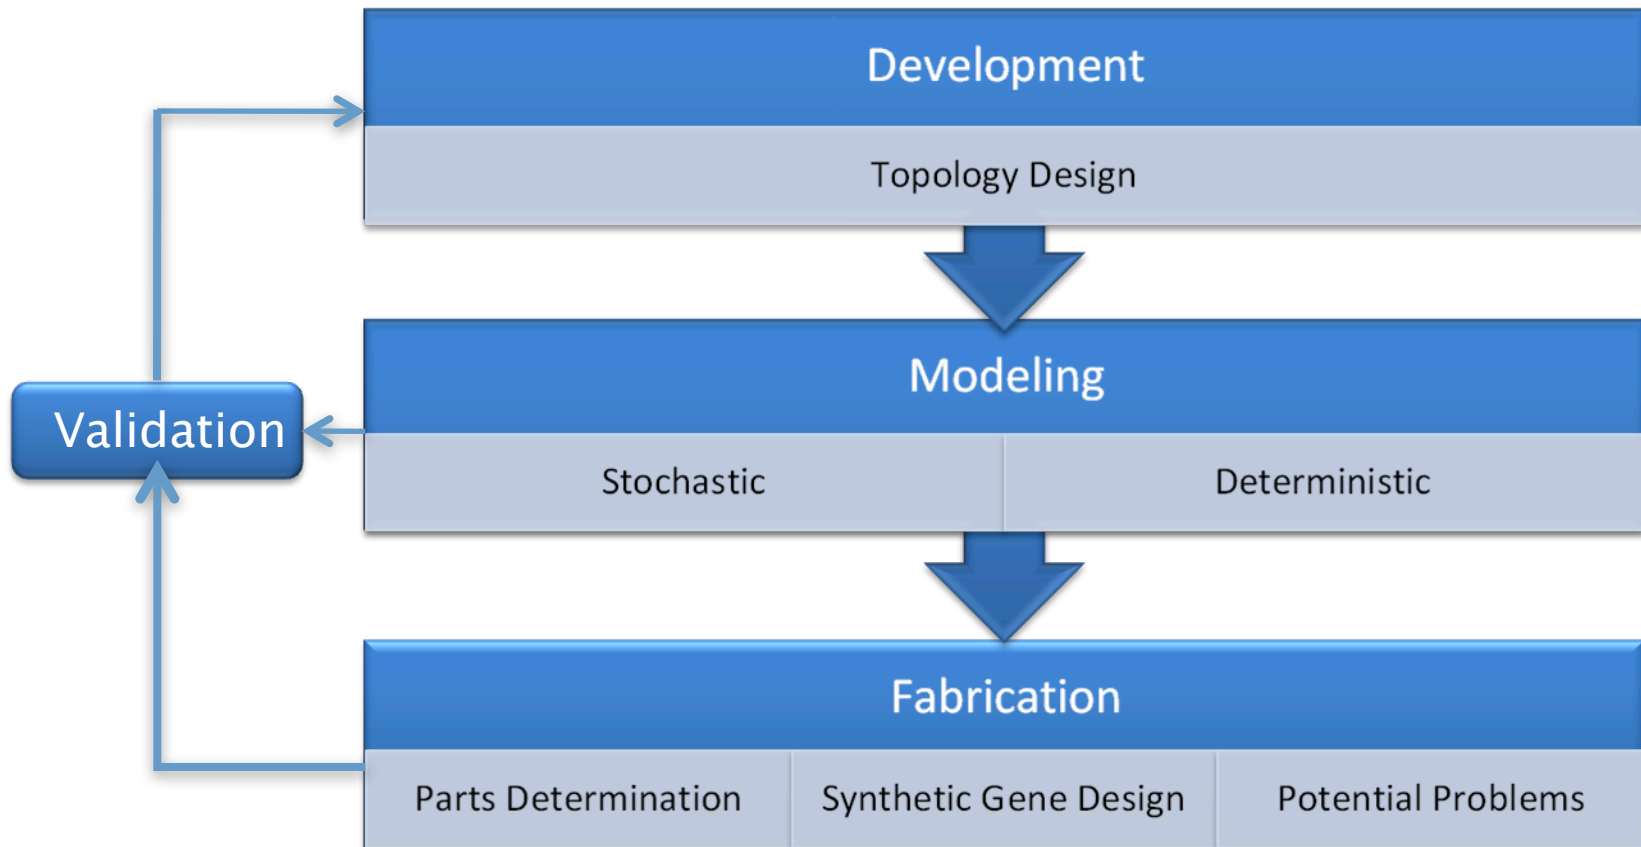 Development
Topology Design
Modeling
Validation
Stochastic
Deterministic
Fabrication
Parts Determination
Synthetic Gene Design
Potential Problems